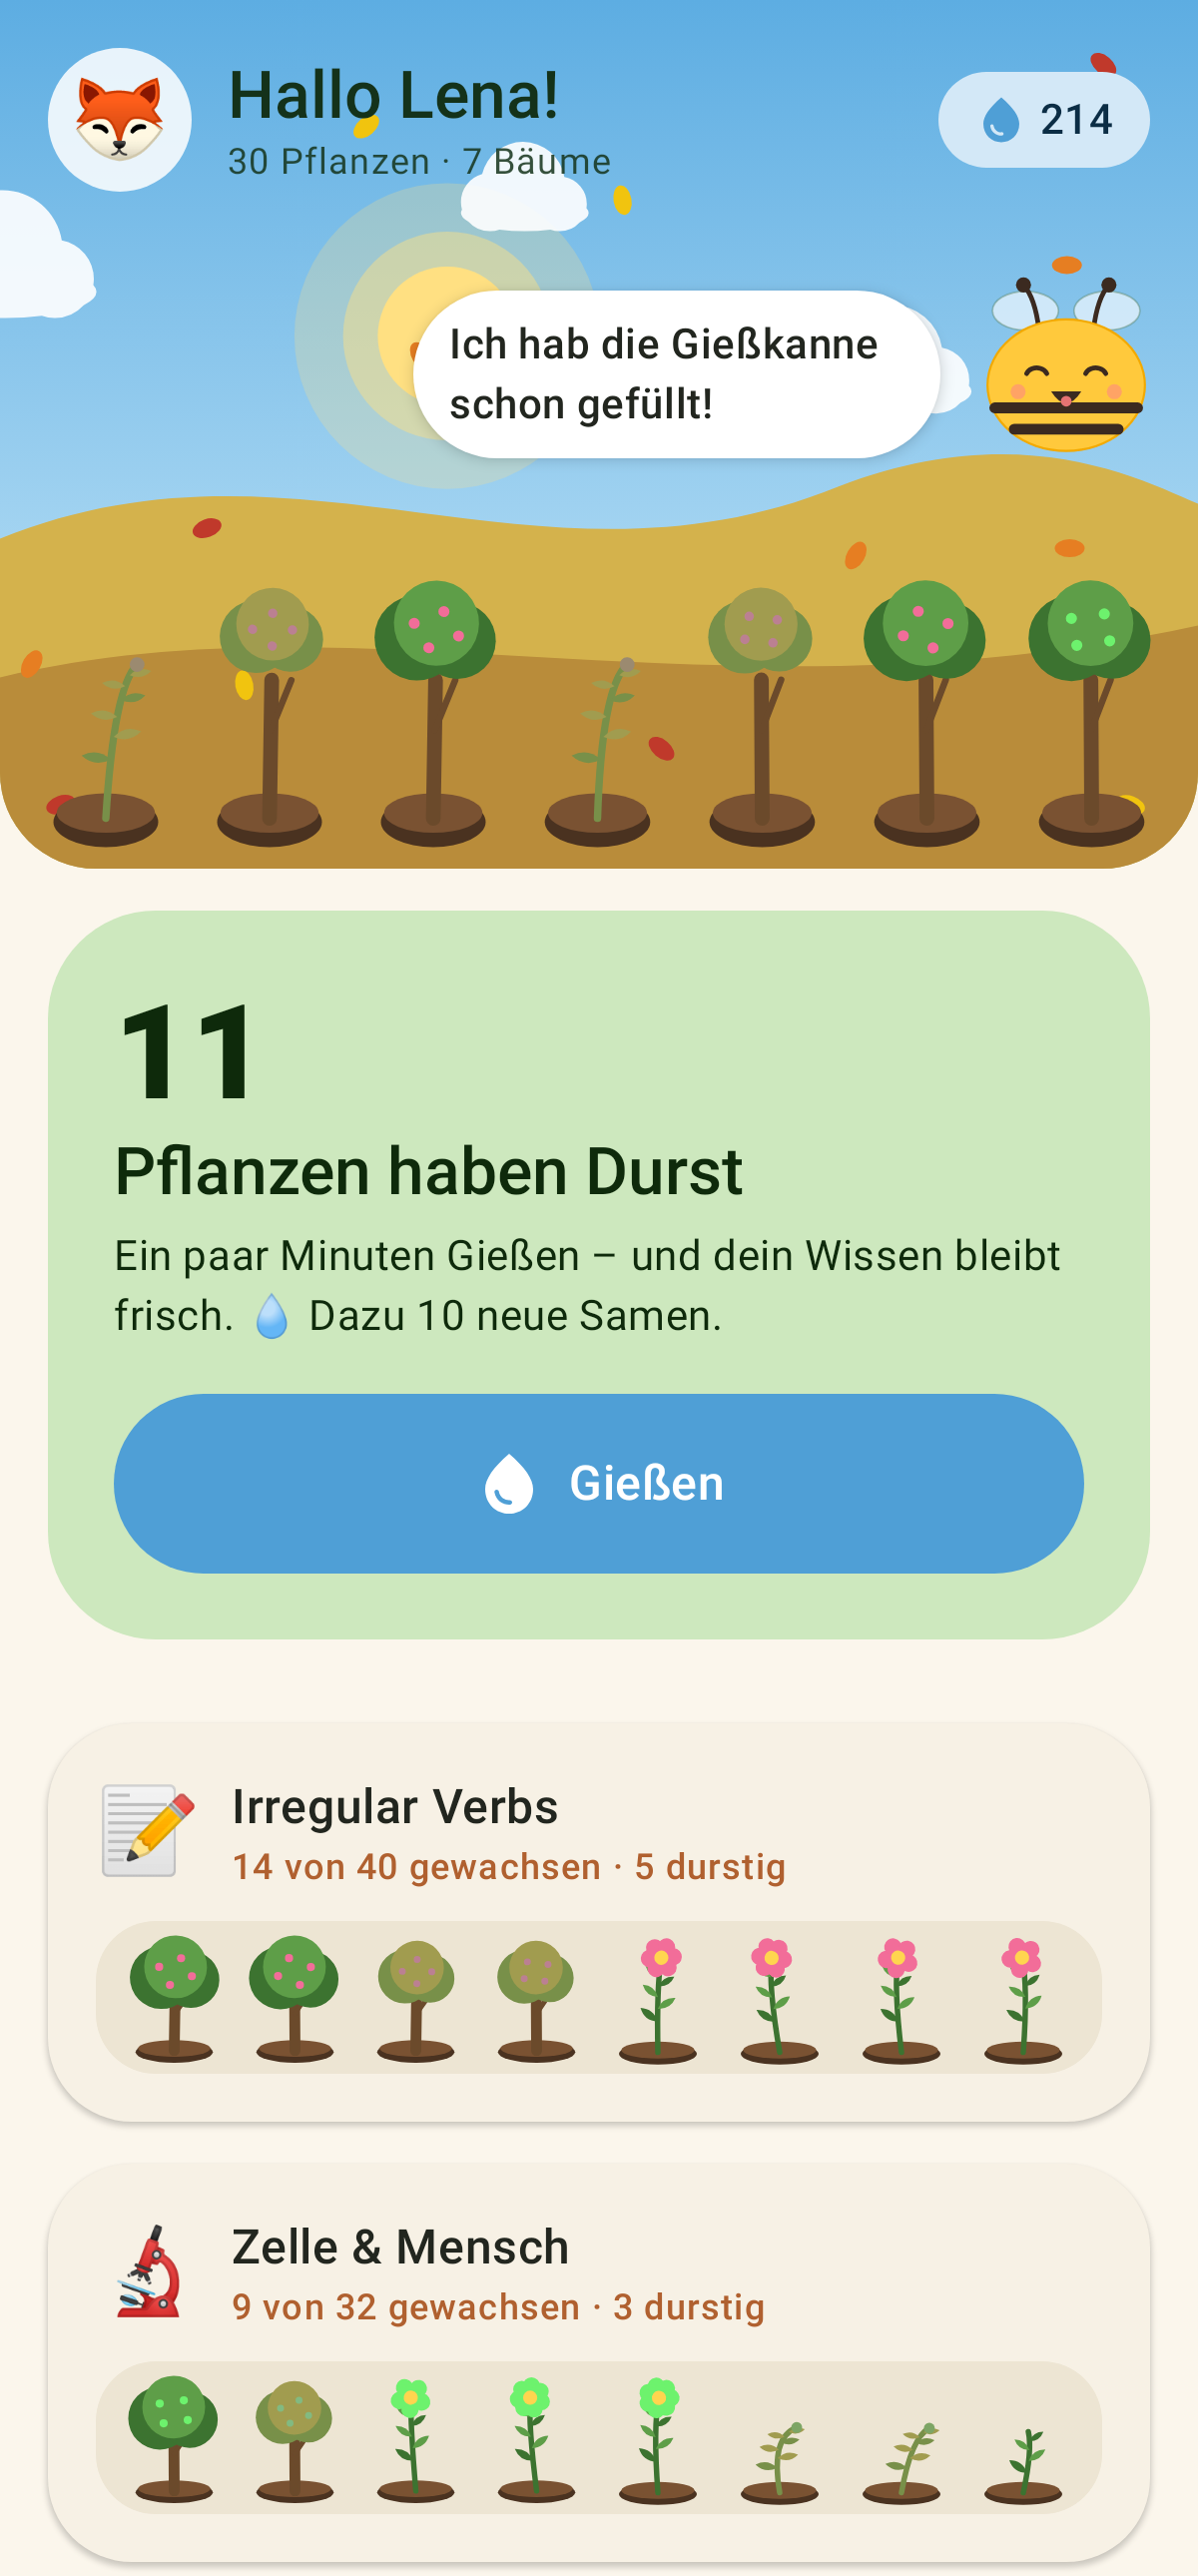 Hallo Lena!
30 Pflanzen · 7 Bäume
214
Ich hab die Gießkanne
schon gefüllt!
11
Pflanzen haben Durst
Ein paar Minuten Gießen – und dein Wissen bleibt
frisch. 💧 Dazu 10 neue Samen.
Gießen
Irregular Verbs
14 von 40 gewachsen · 5 durstig
Zelle & Mensch
9 von 32 gewachsen · 3 durstig